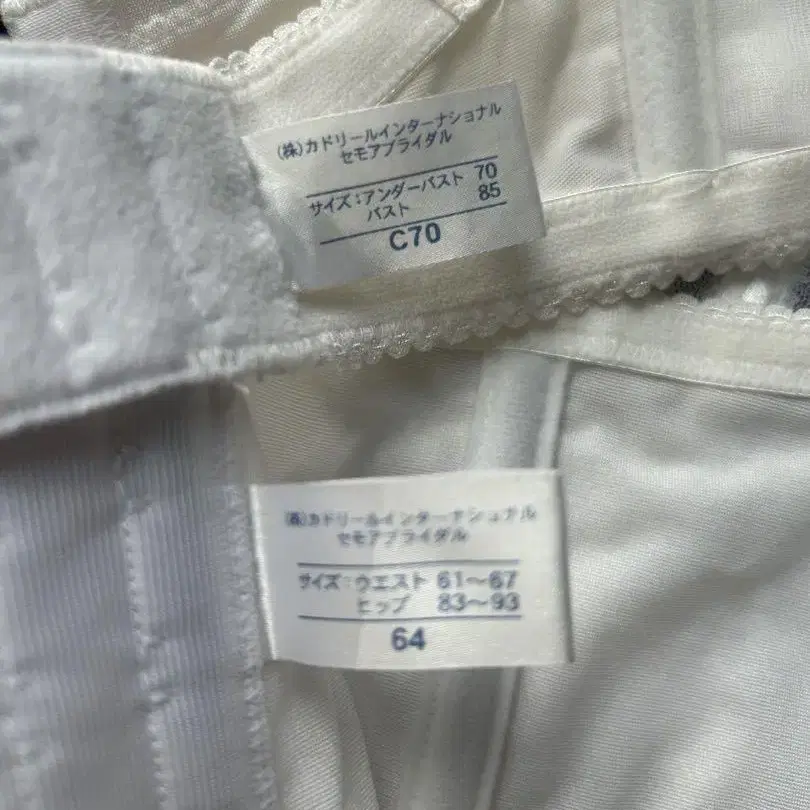 (株)カドリールインターナショナル
セモアブライダル
サイズ:アンダーバスト 70
バスト 85
C70
(株)カドリールインターナショナル
セモアブライダル
サイズ:ウエスト 61〜67
ヒップ 83〜93
64